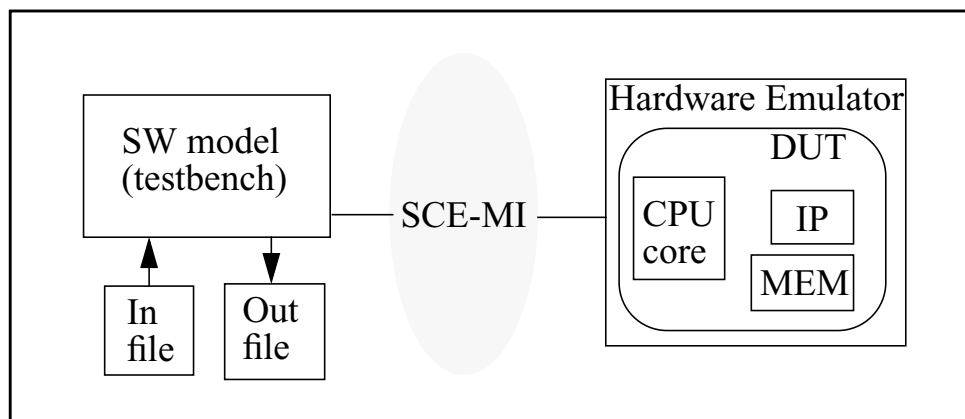 SW model
(testbench)
In
file
Out
file
SCE-MI
Hardware Emulator
DUT
CPU
core
IP
MEM